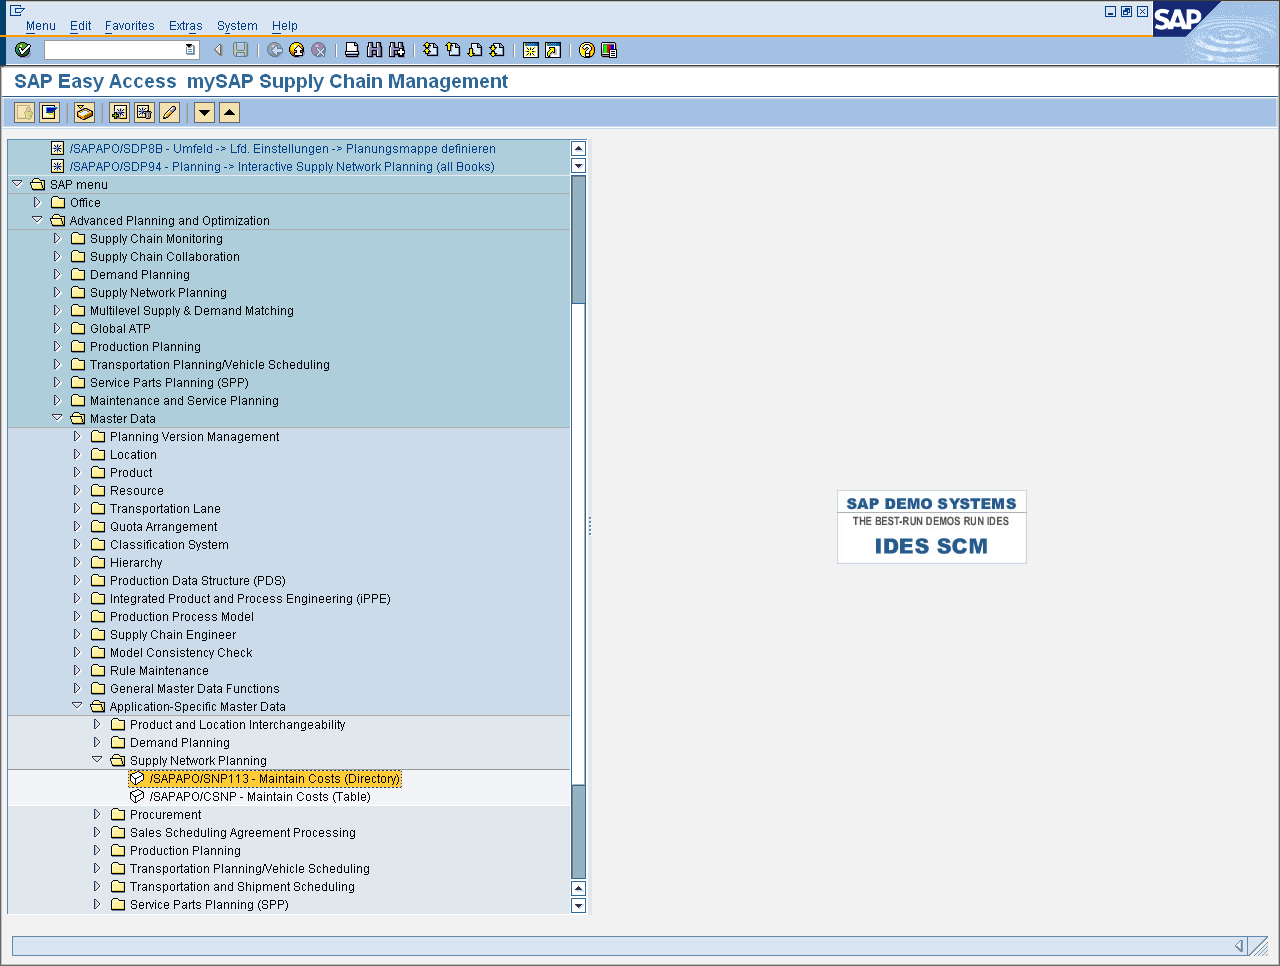 Menu Edit Favorites Extras System Help
SAP
SAP Easy Access mySAP Supply Chain Management
/SAPAPO/SDP8B - Umfeld -> Lfd. Einstellungen -> Planungsmappe definieren
/SAPAPO/SDP94 - Planning -> Interactive Supply Network Planning (all Books)
SAP menu
Office
Advanced Planning and Optimization
Supply Chain Monitoring
Supply Chain Collaboration
Demand Planning
Supply Network Planning
Multilevel Supply & Demand Matching
Global ATP
Production Planning
Transportation Planning/Vehicle Scheduling
Service Parts Planning (SPP)
Maintenance and Service Planning
Master Data
Planning Version Management
Location
Product
Resource
Transportation Lane
Quota Arrangement
Classification System
Hierarchy
Production Data Structure (PDS)
Integrated Product and Process Engineering (iPPE)
Production Process Model
Supply Chain Engineer
Model Consistency Check
Rule Maintenance
General Master Data Functions
Application-Specific Master Data
Product and Location Interchangeability
Demand Planning
Supply Network Planning
/SAPAPO/SNP113 - Maintain Costs (Directory)
/SAPAPO/CSNP - Maintain Costs (Table)
Procurement
Sales Scheduling Agreement Processing
Production Planning
Transportation Planning/Vehicle Scheduling
Transportation and Shipment Scheduling
Service Parts Planning (SPP)
SAP DEMO SYSTEMS
THE BEST-RUN DEMOS RUN IDES
IDES SCM